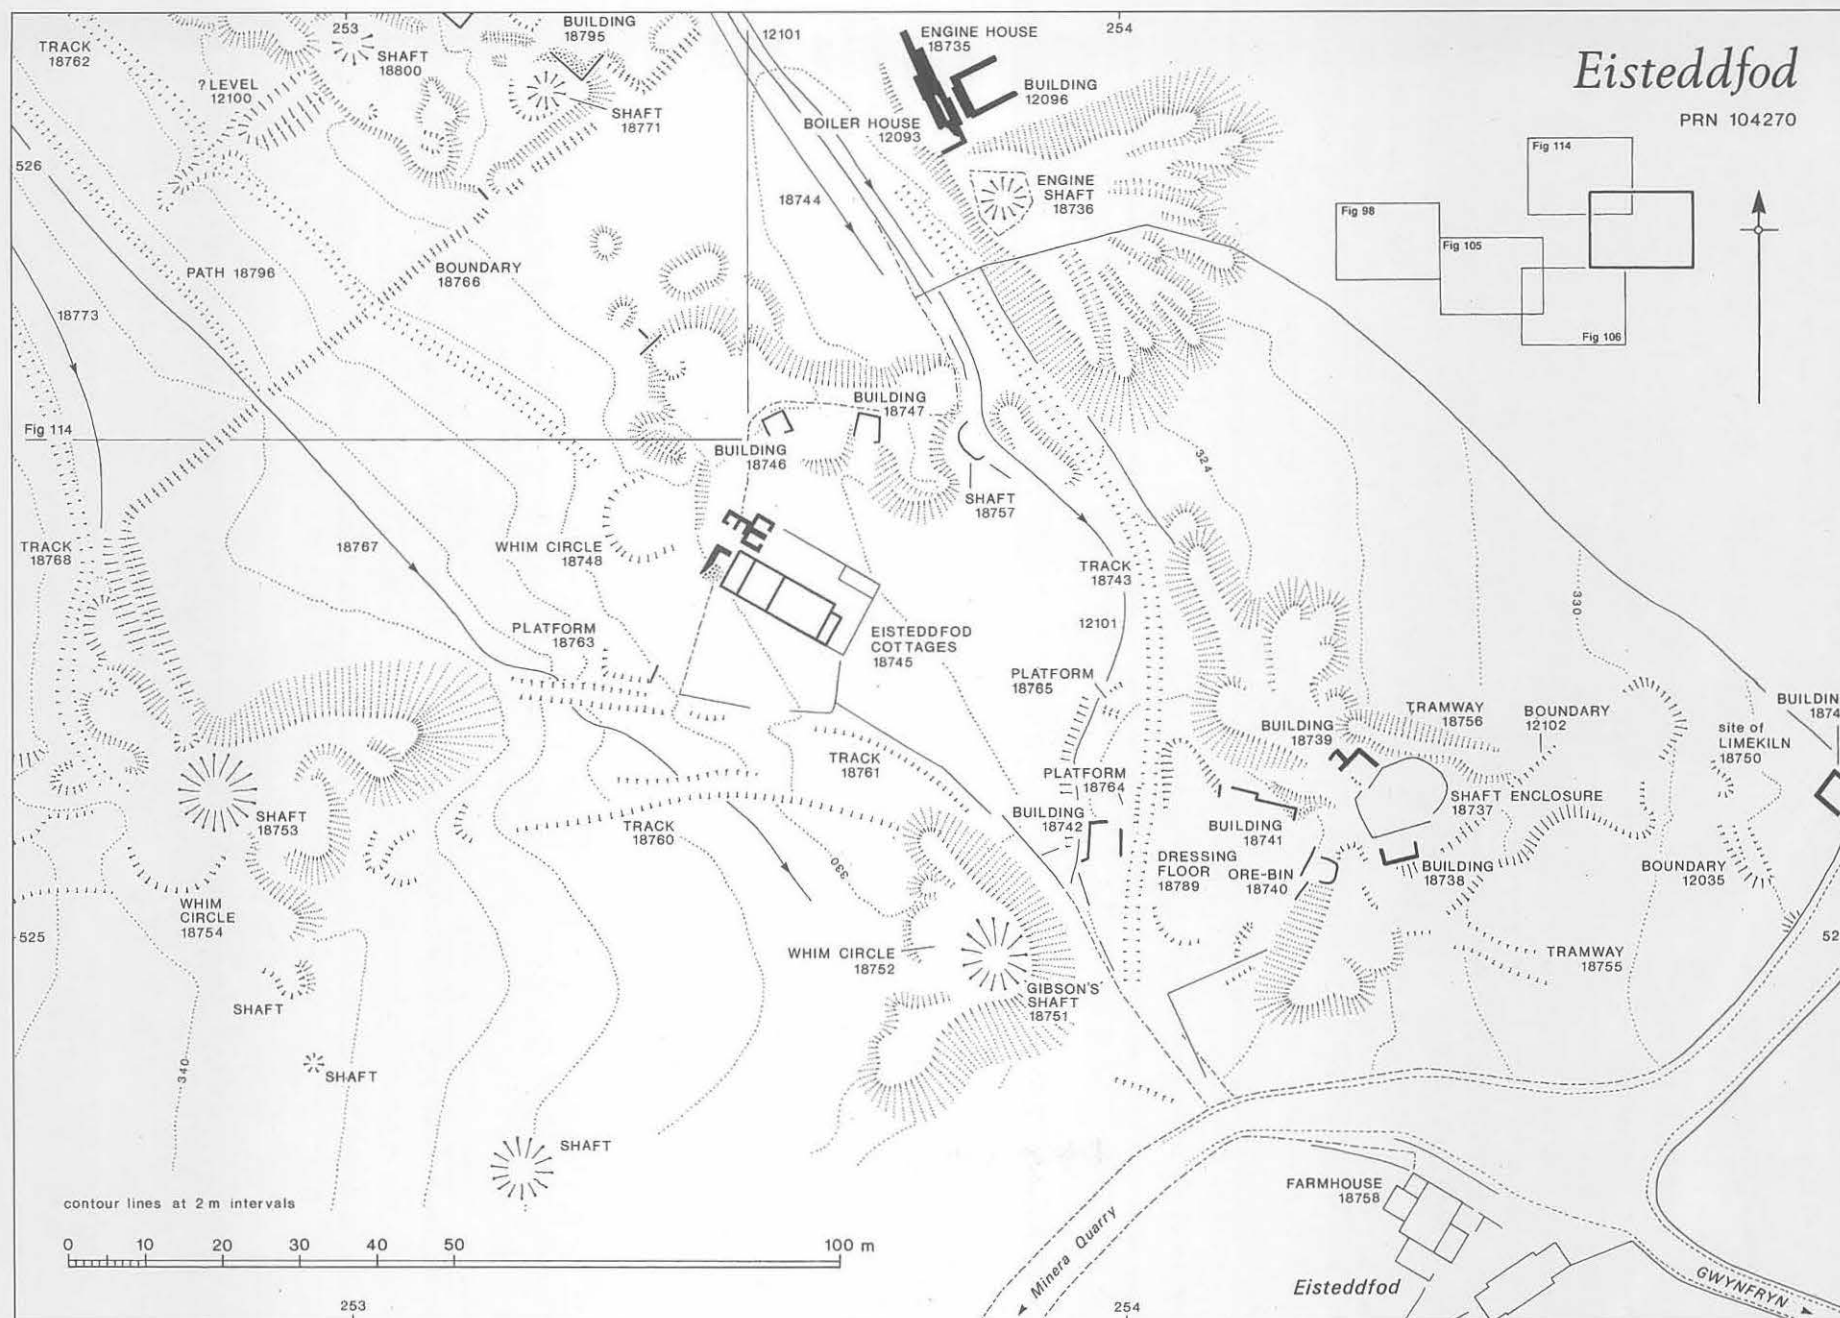 Eisteddfod
PRN 104270
Fig 114
Fig 98
Fig 105
Fig 106
253
254
TRACK
18762
? LEVEL
12100
SHAFT
18800
BUILDING
18795
SHAFT
18771
12101
ENGINE HOUSE
18735
BUILDING
12096
BOILER HOUSE
12093
ENGINE
SHAFT
18736
526
18744
PATH 18796
BOUNDARY
18766
18773
Fig 114
BUILDING
18747
BUILDING
18746
324
SHAFT
18757
TRACK
18768
18767
WHIM CIRCLE
18748
TRACK
18743
330
PLATFORM
18763
EISTEDDFOD
COTTAGES
18745
12101
PLATFORM
18765
BUILDING
18739
TRAMWAY
18756
BOUNDARY
12102
site of
LIMEKILN
18750
TRACK
18761
PLATFORM
18764
SHAFT ENCLOSURE
18737
SHAFT
18753
TRACK
18760
BUILDING
18742
BUILDING
18741
330
DRESSING
FLOOR
18789
ORE-BIN
18740
BUILDING
18738
BOUNDARY
12035
WHIM
CIRCLE
18754
525
WHIM CIRCLE
18752
TRAMWAY
18755
SHAFT
GIBSON'S
SHAFT
18751
340
SHAFT
SHAFT
contour lines at 2 m intervals
0 10 20 30 40 50 100 m
FARMHOUSE
18758
Minera Quarry
Eisteddfod
GWYNFRYN
253
254